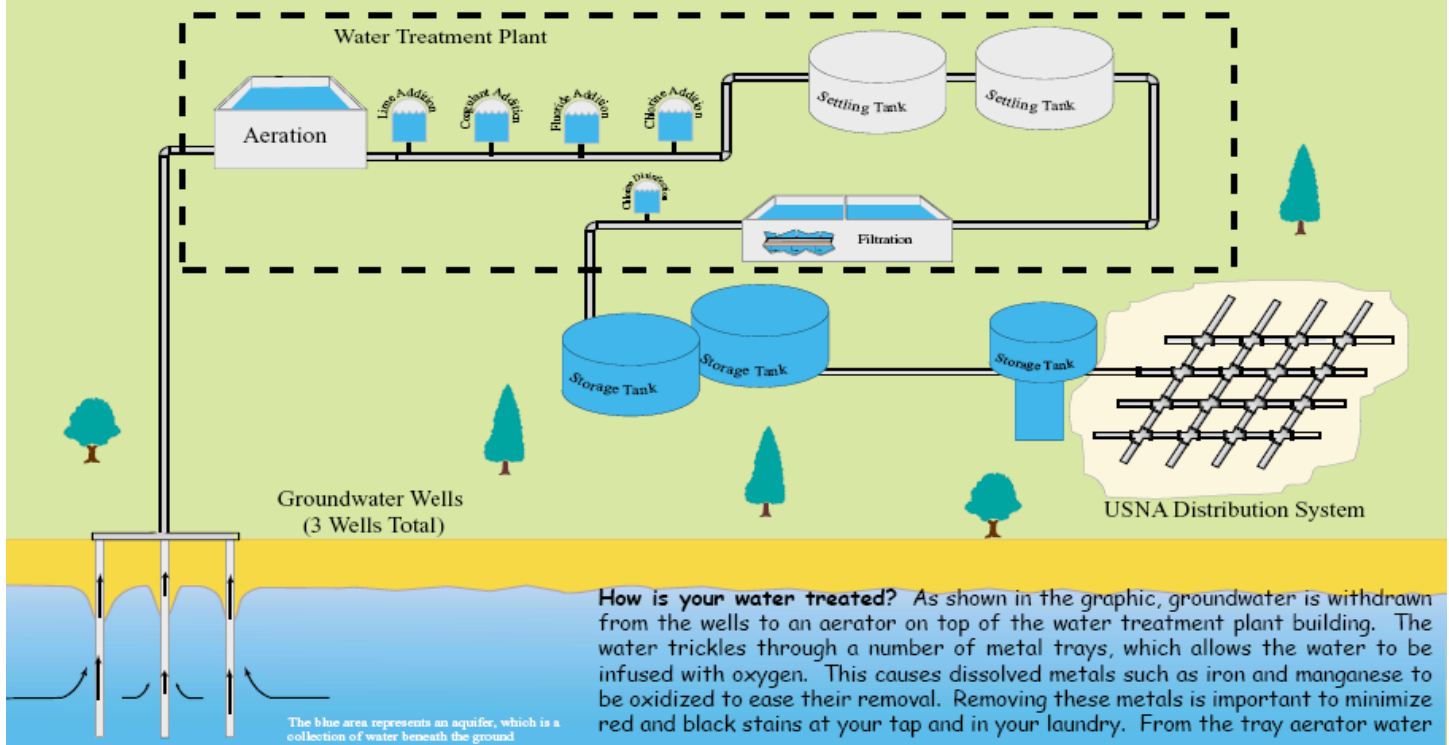 Water Treatment Plant
Aeration
Lime Addition
Coagulant Addition
Fluoride Addition
Chlorine Addition
Settling Tank
Settling Tank
Chlorine Disinfection
Filtration
Storage Tank
Storage Tank
Storage Tank
Groundwater Wells
(3 Wells Total)
USNA Distribution System
How is your water treated? As shown in the graphic, groundwater is withdrawn
from the wells to an aerator on top of the water treatment plant building. The
water trickles through a number of metal trays, which allows the water to be
infused with oxygen. This causes dissolved metals such as iron and manganese to
be oxidized to ease their removal. Removing these metals is important to minimize
red and black stains at your tap and in your laundry. From the tray aerator water
The blue area represents an aquifer, which is a
collection of water beneath the ground